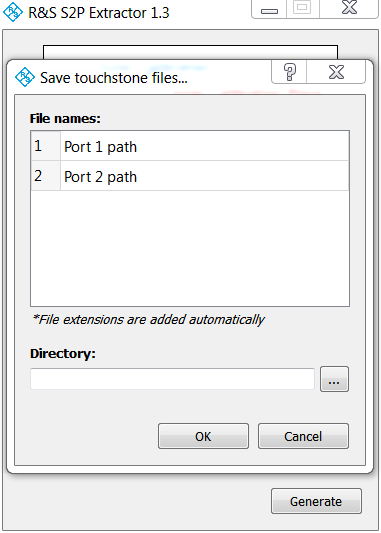 R&S S2P Extractor 1.3
Save touchstone files...
File names:
1 Port 1 path
2 Port 2 path
*File extensions are added automatically
Directory:
...
OK Cancel
Generate